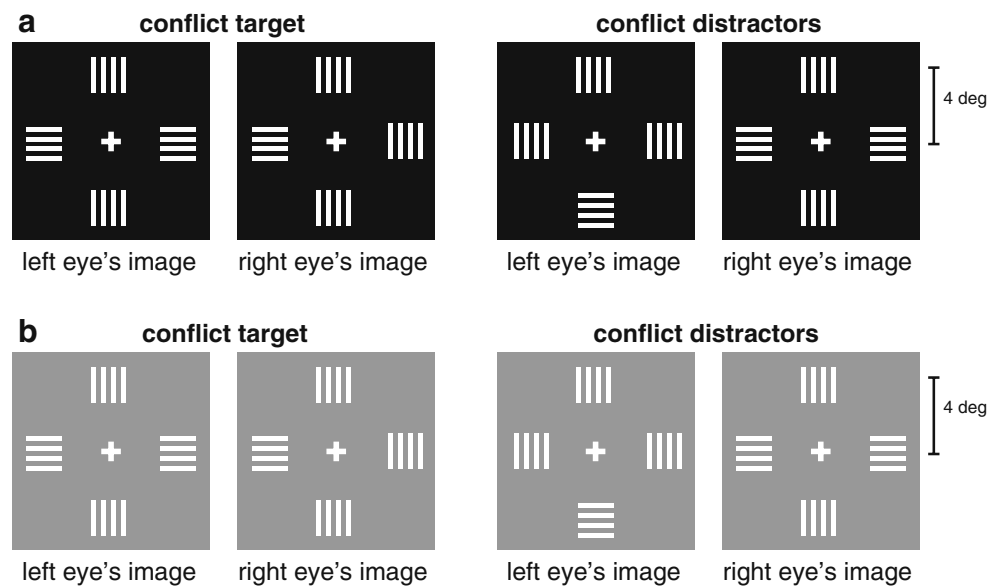 a
conflict target
conflict distractors
4 deg
left eye's image
right eye's image
left eye's image
right eye's image
b
conflict target
conflict distractors
4 deg
left eye's image
right eye's image
left eye's image
right eye's image